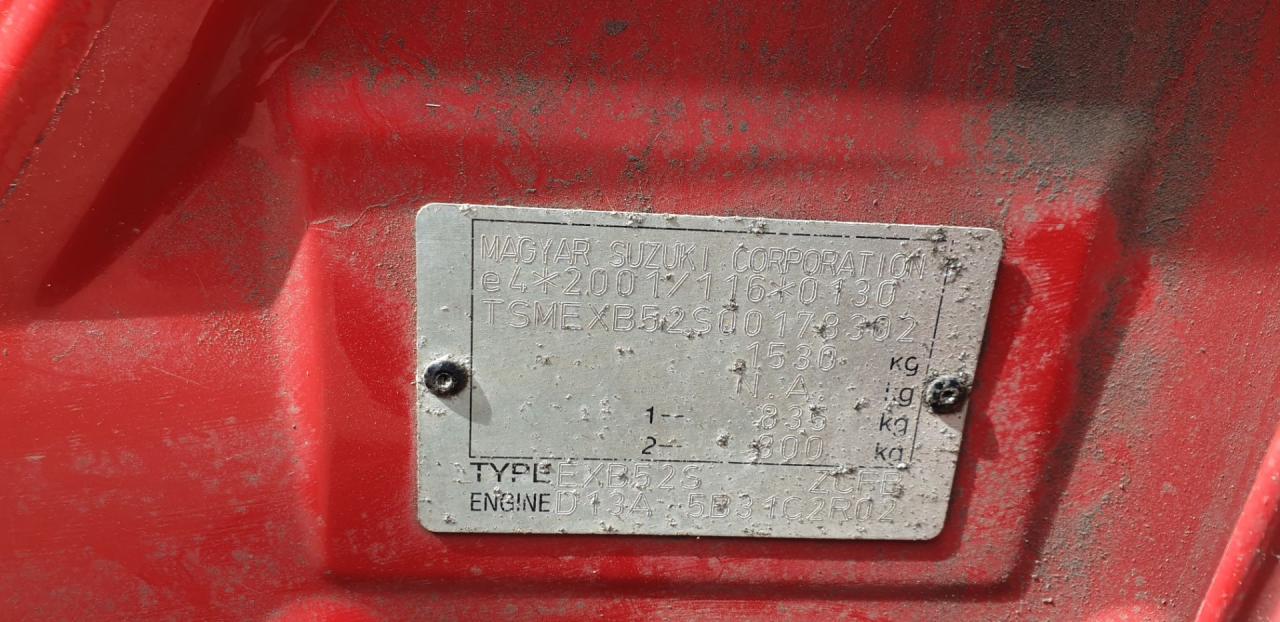 MAGYAR SUZUKI CORPORATION
e4*2001/116*0130
TSMEXB52S00178302
1530 kg
N.A. kg
1-- 835 kg
2-- 800 kg
TYPE EXB52S ZCFB
ENGINE D13A 5B31C2R02